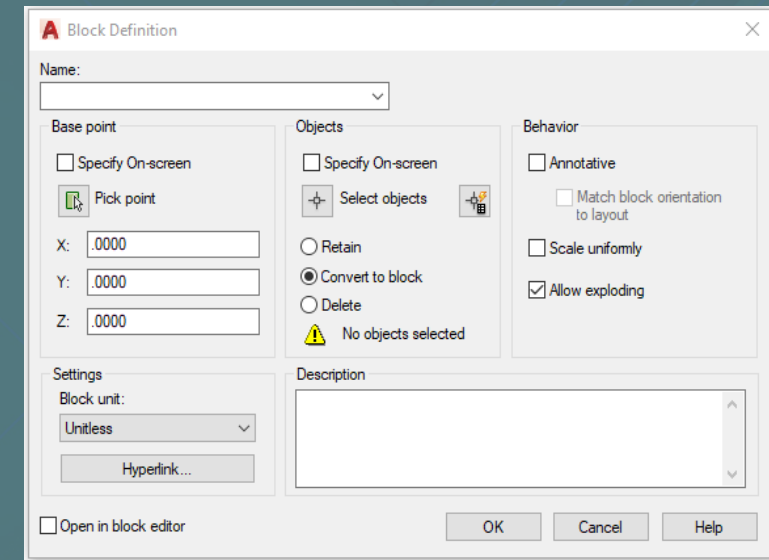 Block Definition
Name:
Base point
Specify On-screen
Pick point
X: .0000
Y: .0000
Z: .0000
Objects
Specify On-screen
Select objects
Retain
Convert to block
Delete
No objects selected
Behavior
Annotative
Match block orientation
to layout
Scale uniformly
Allow exploding
Settings
Block unit:
Unitless
Hyperlink...
Description
Open in block editor
OK
Cancel
Help